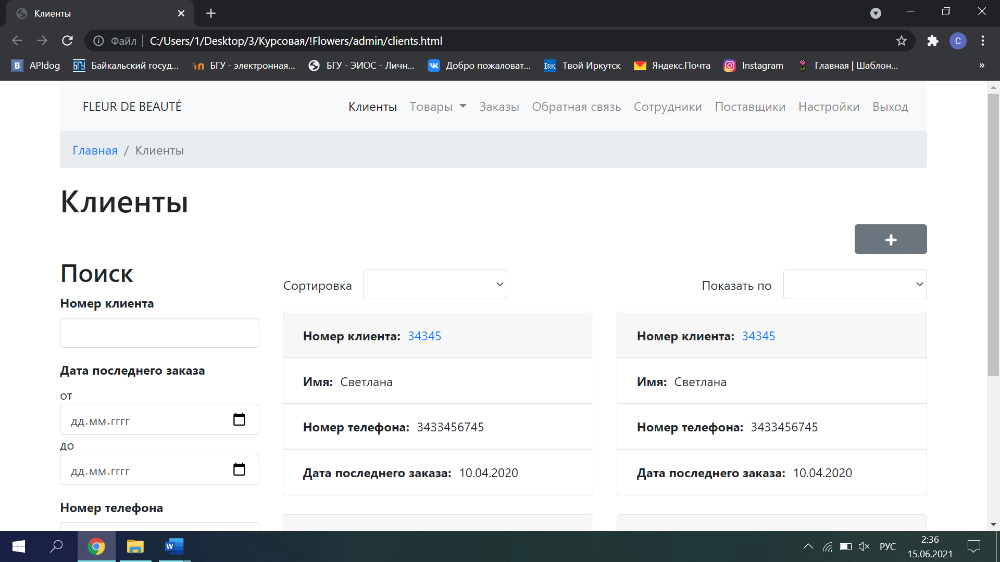 Клиенты
Файл C:/Users/1/Desktop/3/Курсовая/!Flowers/admin/clients.html
C
B APIdog БГУ Байкальский госуд... БГУ - электронная... БГУ - ЭИОС - Личн... Добро пожаловат... IRK. Твой Иркутск Яндекс.Почта Instagram Главная | Шаблон... »
FLEUR DE BEAUTÉ Клиенты Товары Заказы Обратная связь Сотрудники Поставщики Настройки Выход
Главная / Клиенты
Клиенты
Поиск
Сортировка
Показать по
Номер клиента
Дата последнего заказа
от
дд.мм.гггг
до
дд.мм.гггг
Номер телефона
Номер клиента: 34345
Имя: Светлана
Номер телефона: 3433456745
Дата последнего заказа: 10.04.2020
Номер клиента: 34345
Имя: Светлана
Номер телефона: 3433456745
Дата последнего заказа: 10.04.2020
W
РУС
2:36
15.06.2021